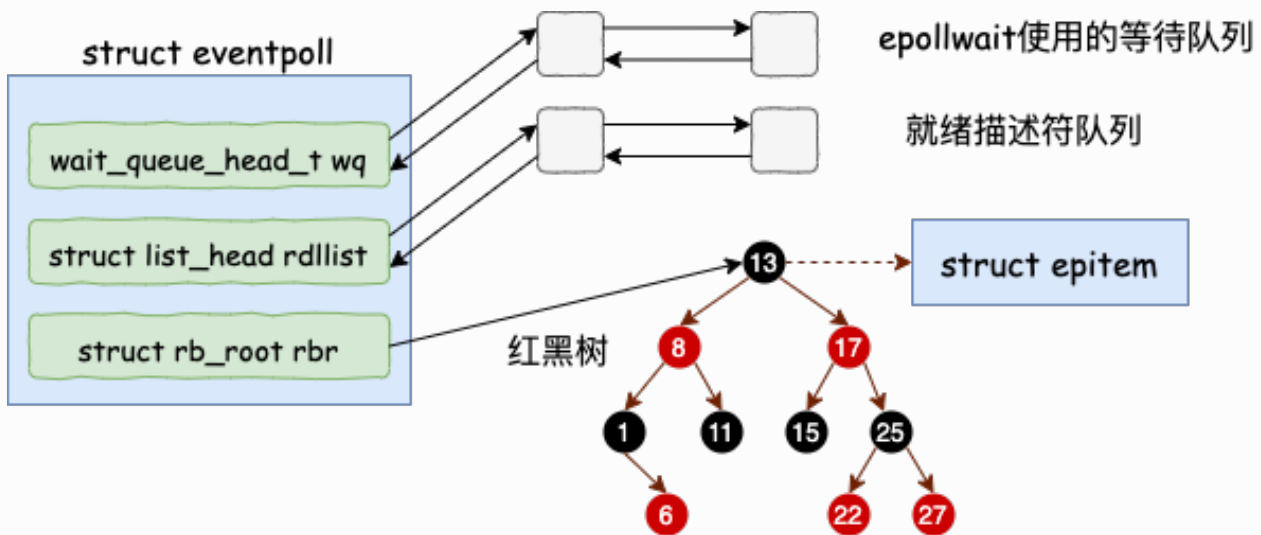 struct eventpoll
epollwait使用的等待队列
wait_queue_head_t wq
就绪描述符队列
struct list_head rdllist
struct rb_root rbr
红黑树
13
struct epitem
8
17
1
11
15
25
6
22
27